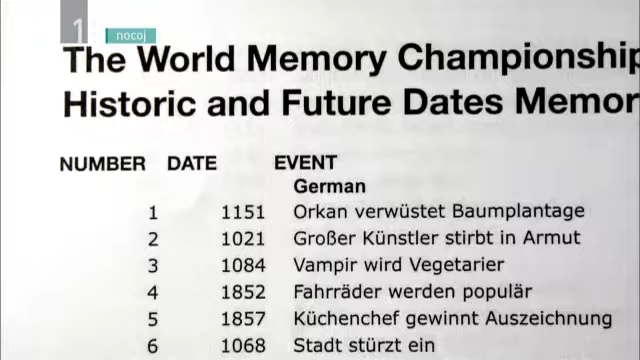 1
nocoj
The World Memory Championship
Historic and Future Dates Memor
NUMBER DATE EVENT
German
1 1151 Orkan verwüstet Baumplantage
2 1021 Großer Künstler stirbt in Armut
3 1084 Vampir wird Vegetarier
4 1852 Fahrräder werden populär
5 1857 Küchenchef gewinnt Auszeichnung
6 1068 Stadt stürzt ein